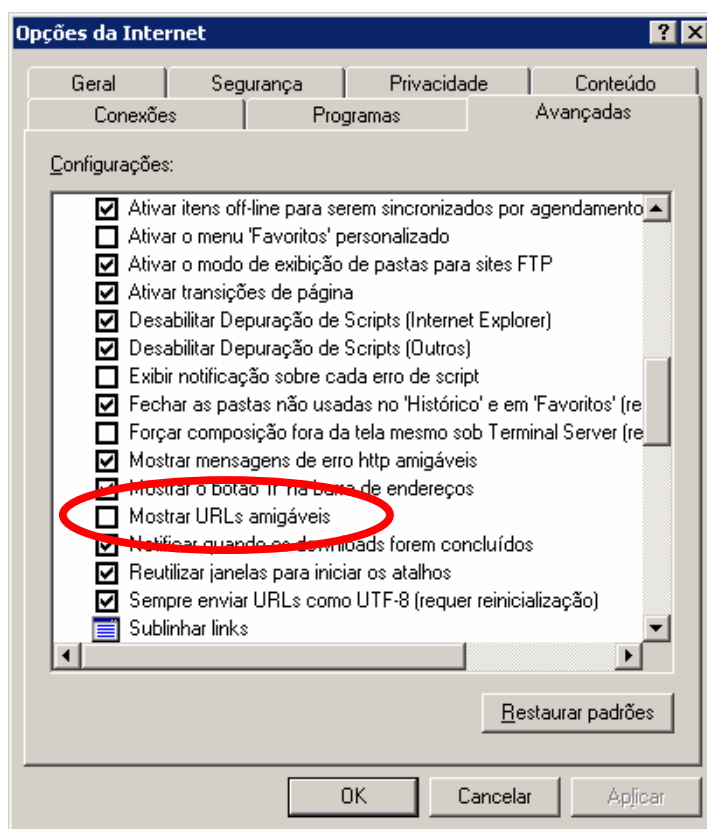 Opções da Internet
Geral Segurança Privacidade Conteúdo
Conexões Programas Avançadas
Configurações:
Ativar itens off-line para serem sincronizados por agendamento
Ativar o menu 'Favoritos' personalizado
Ativar o modo de exibição de pastas para sites FTP
Ativar transições de página
Desabilitar Depuração de Scripts (Internet Explorer)
Desabilitar Depuração de Scripts (Outros)
Exibir notificação sobre cada erro de script
Fechar as pastas não usadas no 'Histórico' e em 'Favoritos' (re
Forçar composição fora da tela mesmo sob Terminal Server (re
Mostrar mensagens de erro http amigáveis
Mostrar o botão 'Ir' na barra de endereços
Mostrar URLs amigáveis
Notificar quando os downloads forem concluídos
Reutilizar janelas para iniciar os atalhos
Sempre enviar URLs como UTF-8 (requer reinicialização)
Sublinhar links
Restaurar padrões
OK Cancelar Aplicar